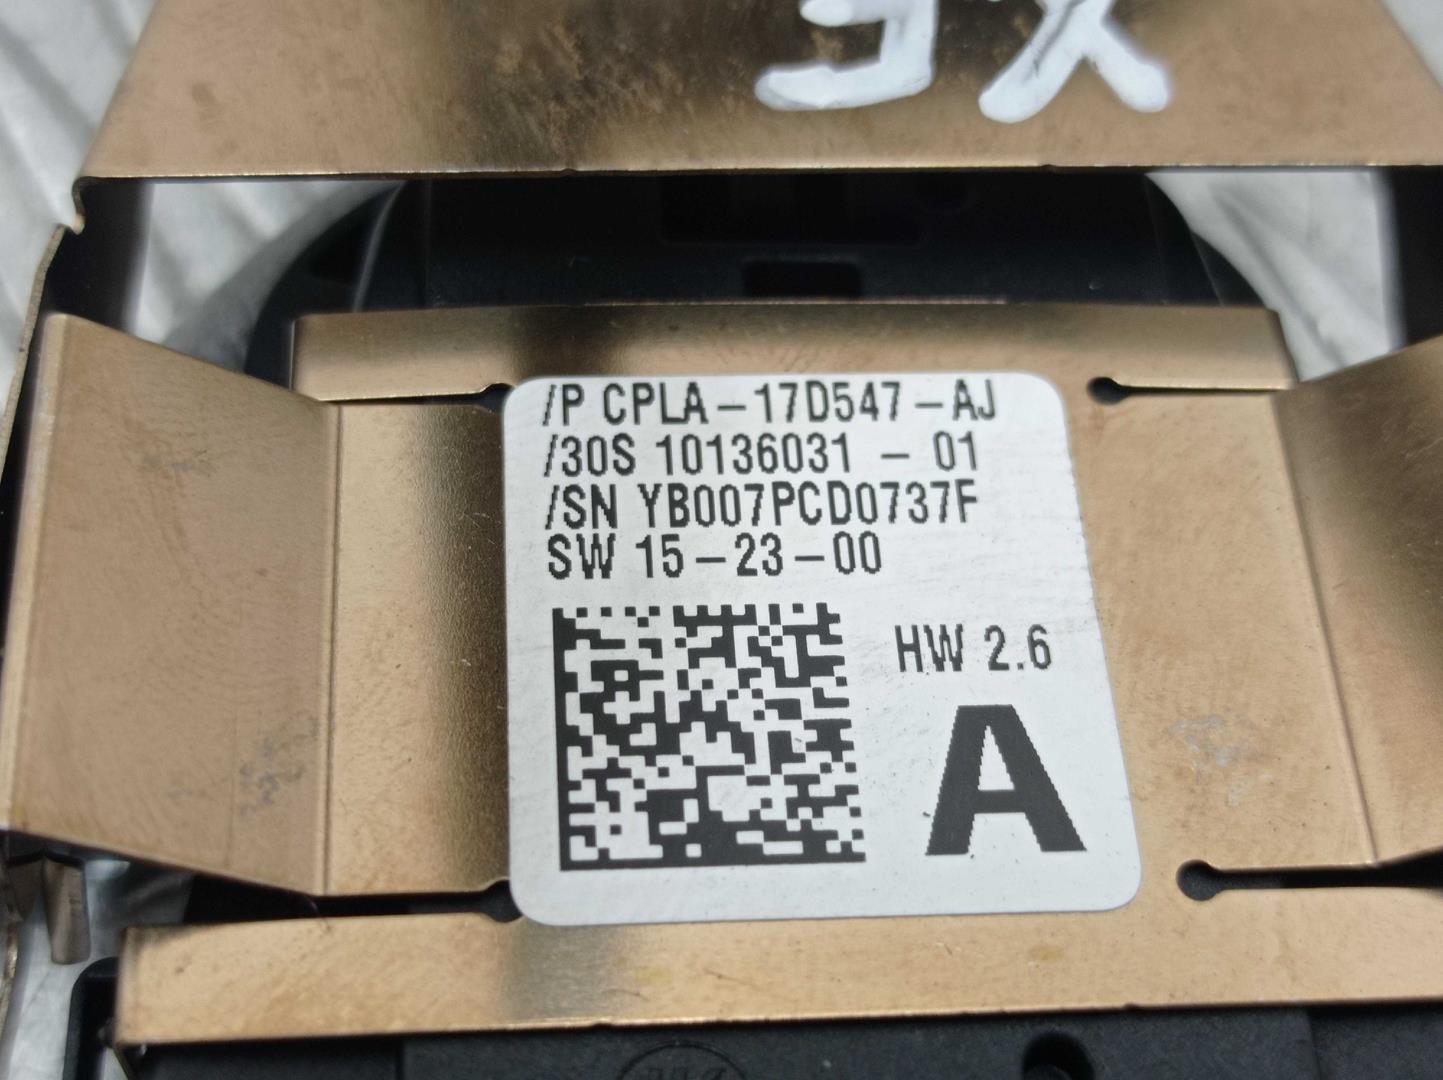 /P CPLA-17D547-AJ
/30S 10136031 - 01
/SN YB007PCD0737F
SW 15-23-00
HW 2.6
A